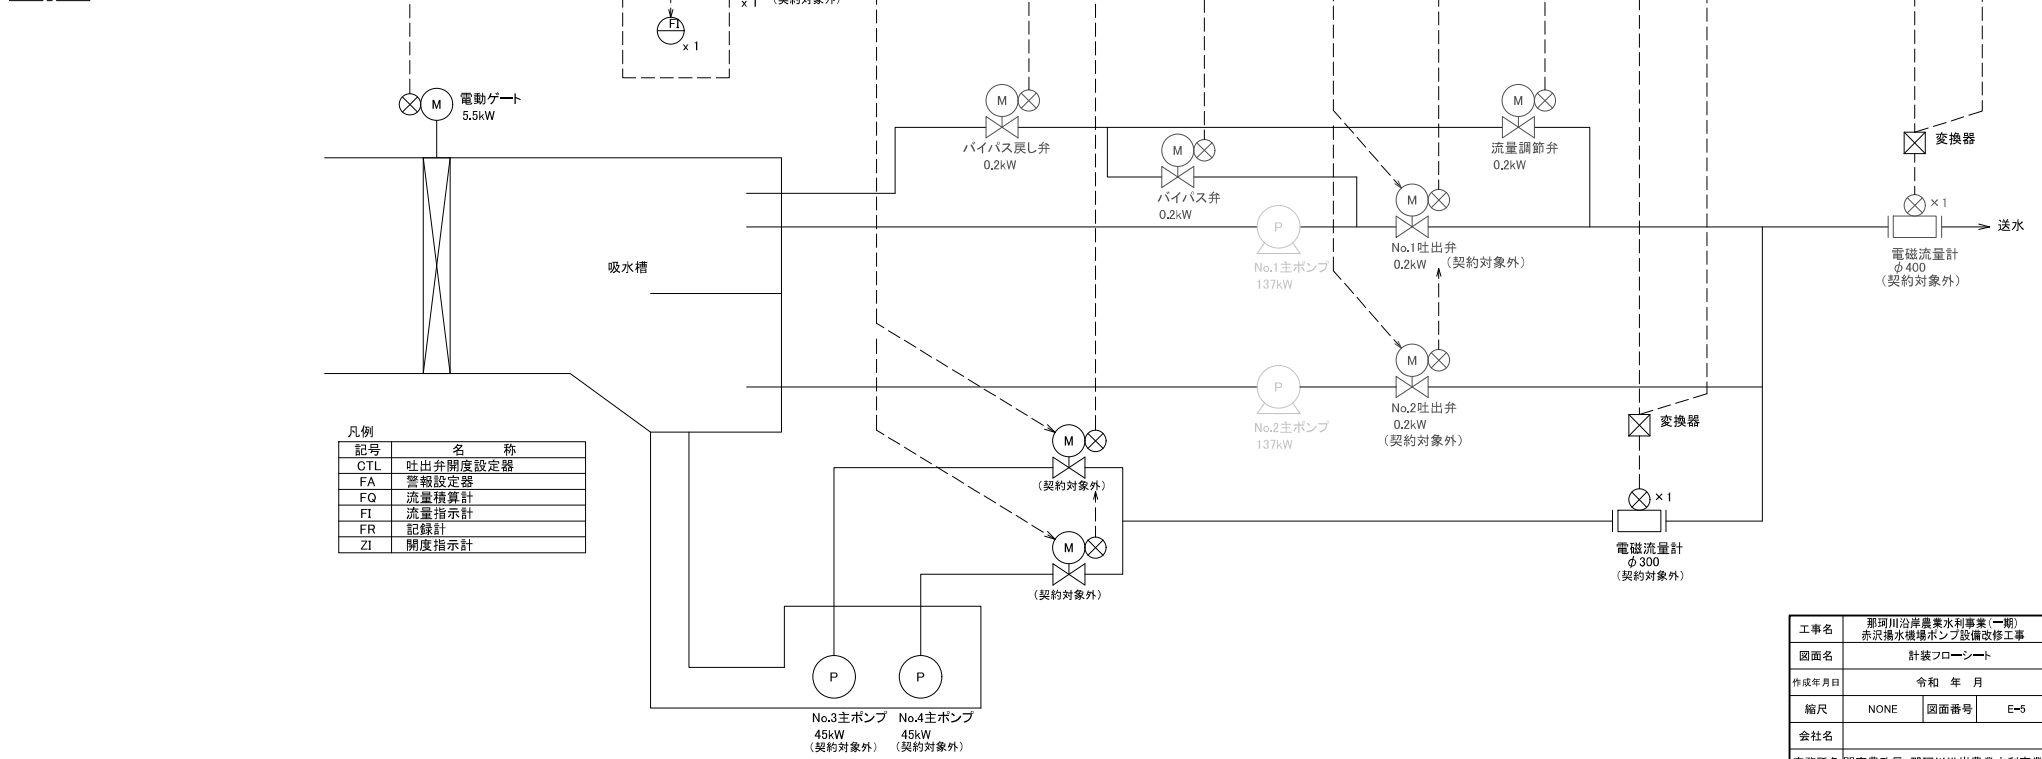 x 1
(契約対象外)
FI
x 1
M
電動ゲート
5.5kW
M
バイパス戻し弁
0.2kW
M
バイパス弁
0.2kW
M
流量調節弁
0.2kW
変換器
×1
送水
電磁流量計
φ400
(契約対象外)
吸水槽
P
No.1主ポンプ
137kW
M
No.1吐出弁
0.2kW
(契約対象外)
P
No.2主ポンプ
137kW
M
No.2吐出弁
0.2kW
(契約対象外)
変換器
×1
電磁流量計
φ300
(契約対象外)
M
(契約対象外)
M
(契約対象外)
凡例
記号 名 称
CTL 吐出弁開度設定器
FA 警報設定器
FQ 流量積算計
FI 流量指示計
FR 記録計
ZI 開度指示計
P
No.3主ポンプ
45kW
(契約対象外)
P
No.4主ポンプ
45kW
(契約対象外)
工事名 那珂川沿岸農業水利事業(一期)
赤沢揚水機場ポンプ設備改修工事
図面名 計装フローシート
作成年月日 令和 年 月
縮尺 NONE 図面番号 E-5
会社名